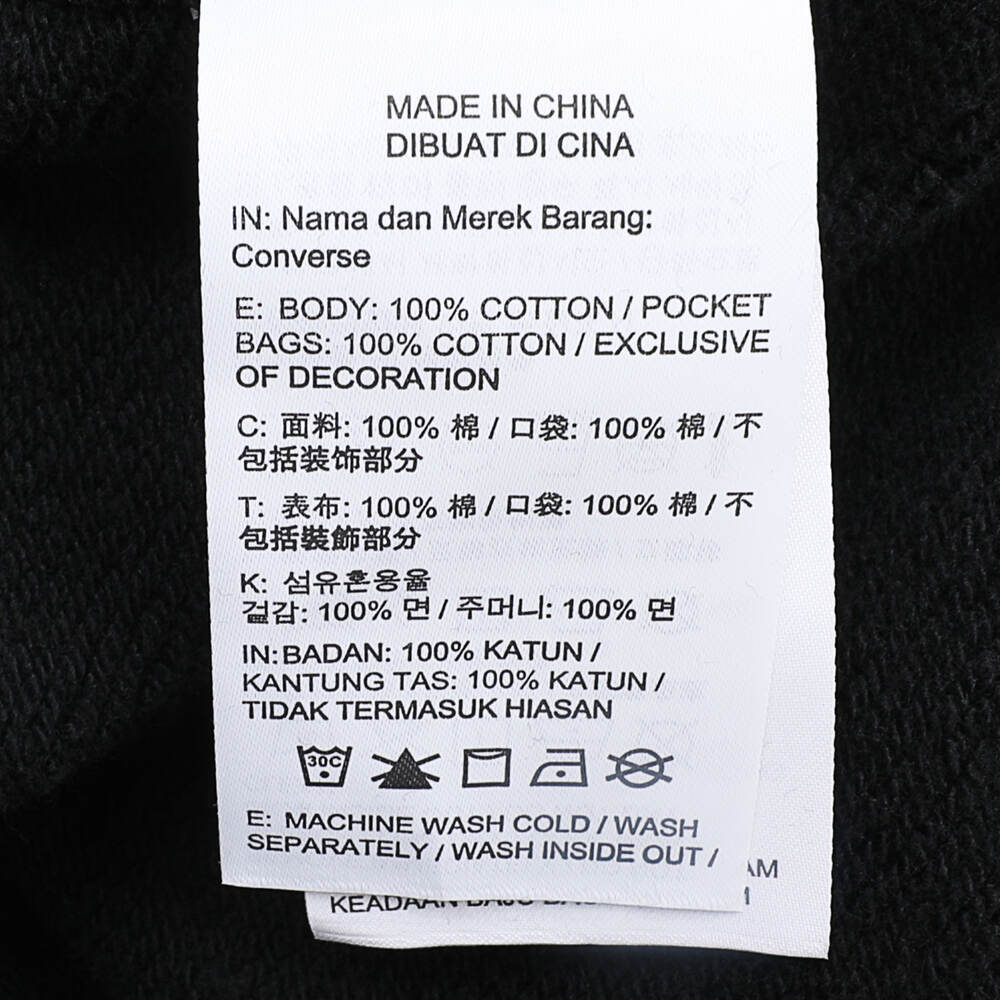 MADE IN CHINA
DIBUAT DI CINA
IN: Nama dan Merek Barang:
Converse
E: BODY: 100% COTTON / POCKET
BAGS: 100% COTTON / EXCLUSIVE
OF DECORATION
C: 面料: 100% 棉 / 口袋: 100% 棉 / 不
包括装饰部分
T: 表布: 100% 棉 / 口袋: 100% 棉 / 不
包括裝飾部分
K: 섬유혼용율
겉감: 100% 면 / 주머니: 100% 면
IN: BADAN: 100% KATUN /
KANTUNG TAS: 100% KATUN /
TIDAK TERMASUK HIASAN
30C
E: MACHINE WASH COLD / WASH
SEPARATELY / WASH INSIDE OUT /
KEADAAN